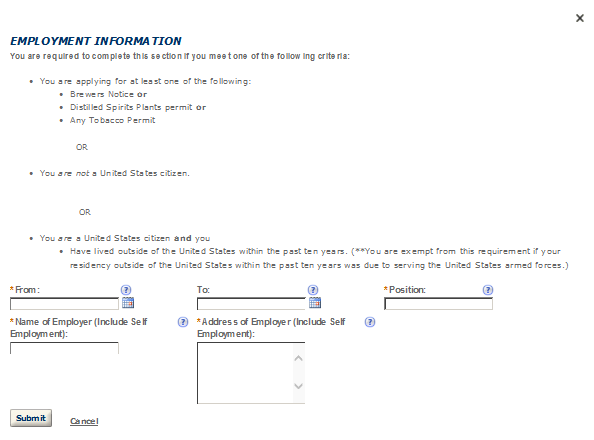 ×
EMPLOYMENT INFORMATION
You are required to complete this section if you meet one of the following criteria:
• You are applying for at least one of the following:
• Brewers Notice or
• Distilled Spirits Plants permit or
• Any Tobacco Permit
OR
• You are not a United States citizen.
OR
• You are a United States citizen and you
• Have lived outside of the United States within the past ten years. (**You are exempt from this requirement if your
residency outside of the United States within the past ten years was due to serving the United States armed forces.)
*From: ? To: ? *Position: ?
*Name of Employer (Include Self ? *Address of Employer (Include Self ?
Employment): Employment):
Submit Cancel